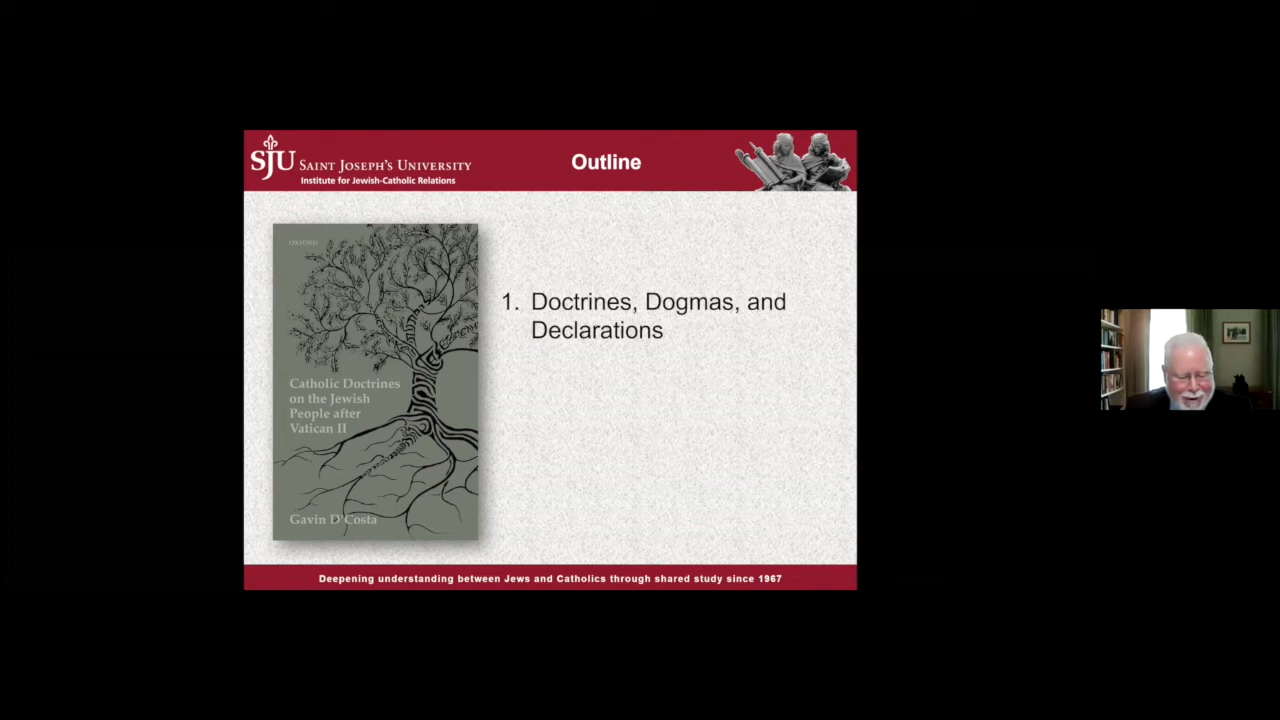 SJU SAINT JOSEPH'S UNIVERSITY
Institute for Jewish-Catholic Relations
Outline
OXFORD
Catholic Doctrines
on the Jewish
People after
Vatican II
Gavin D'Costa
1. Doctrines, Dogmas, and
Declarations
Deepening understanding between Jews and Catholics through shared study since 1967